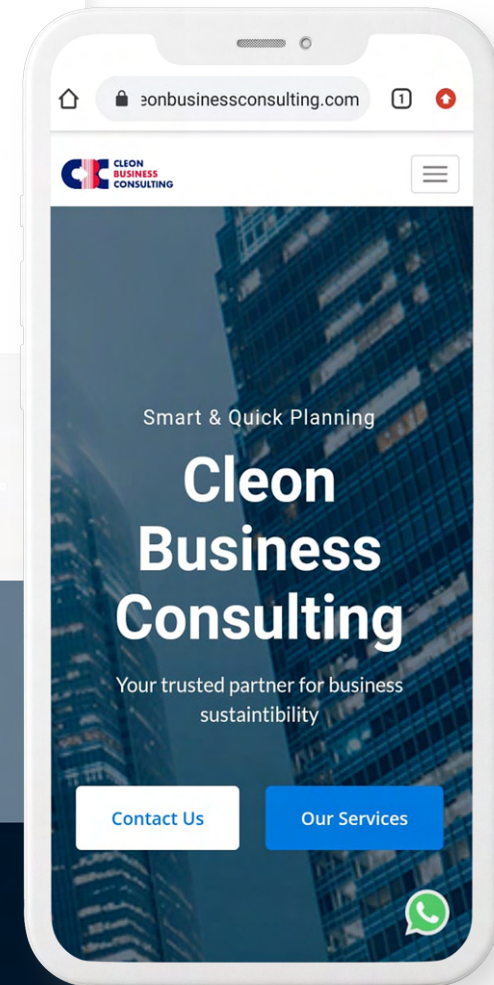 eonbusinessconsulting.com
1
CLEON
BUSINESS
CONSULTING
Smart & Quick Planning
Cleon
Business
Consulting
Your trusted partner for business
sustaintibility
Contact Us
Our Services